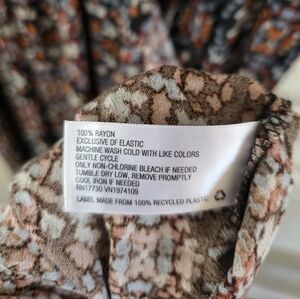 100% RAYON
EXCLUSIVE OF ELASTIC
MACHINE WASH COLD WITH LIKE COLORS
GENTLE CYCLE
ONLY NON-CHLORINE BLEACH IF NEEDED
TUMBLE DRY LOW, REMOVE PROMPTLY
COOL IRON IF NEEDED
RN17730 VN1974109
LABEL MADE FROM 100% RECYCLED PLASTIC